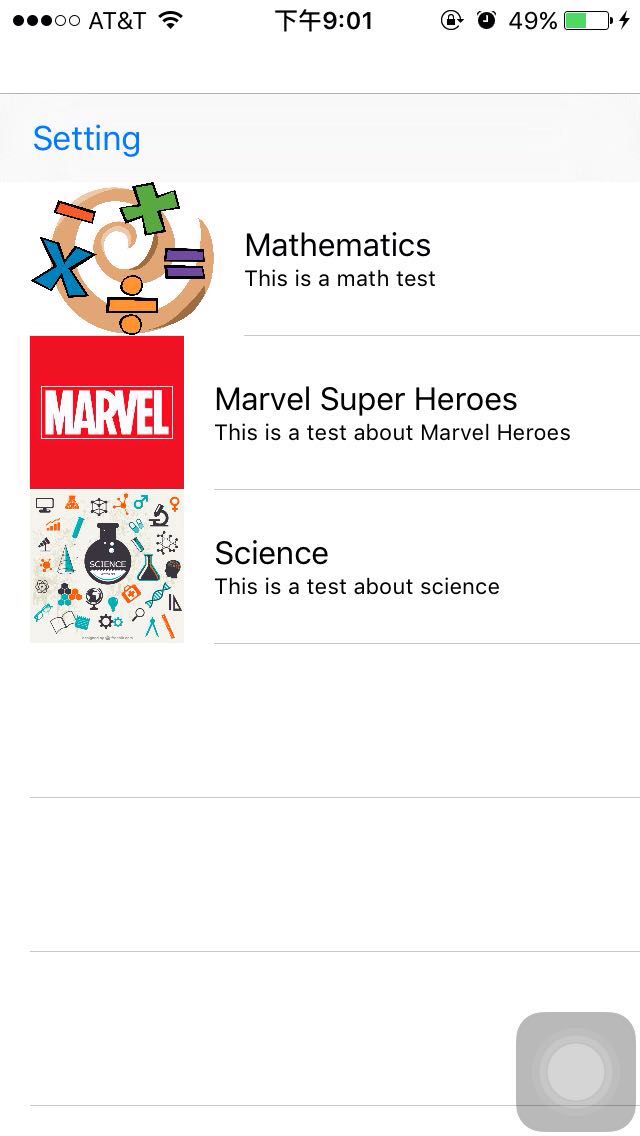 AT&T 下午9:01 49%
Setting
Mathematics
This is a math test
MARVEL
Marvel Super Heroes
This is a test about Marvel Heroes
SCIENCE
Science
This is a test about science